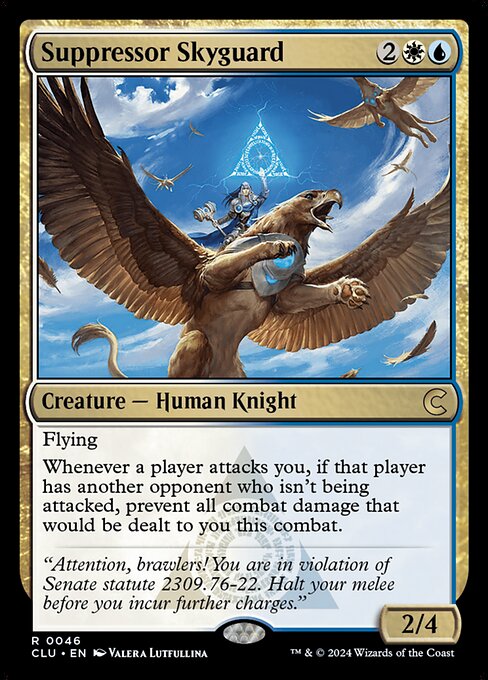 Suppressor Skyguard 2
Creature — Human Knight
Flying
Whenever a player attacks you, if that player
has another opponent who isn't being
attacked, prevent all combat damage that
would be dealt to you this combat.
“Attention, brawlers! You are in violation of
Senate statute 2309.76-22. Halt your melee
before you incur further charges.”
2/4
R 0046
CLU • EN Valera Lutfullina
™ & © 2024 Wizards of the Coast